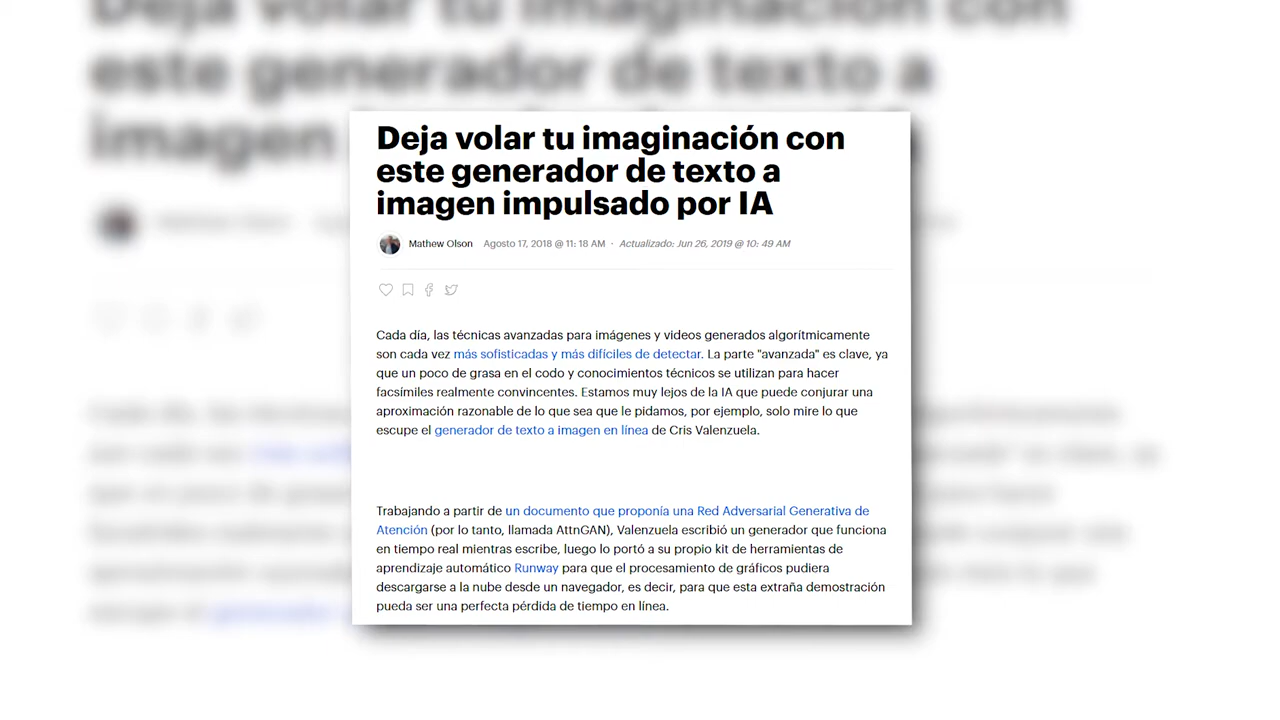 Deja volar tu imaginación con
este generador de texto a
imagen impulsado por IA
Mathew Olson Agosto 17, 2018 @ 11: 18 AM · Actualizado: Jun 26, 2019 @ 10: 49 AM
Cada día, las técnicas avanzadas para imágenes y videos generados algorítmicamente
son cada vez más sofisticadas y más difíciles de detectar. La parte "avanzada" es clave, ya
que un poco de grasa en el codo y conocimientos técnicos se utilizan para hacer
facsímiles realmente convincentes. Estamos muy lejos de la IA que puede conjurar una
aproximación razonable de lo que sea que le pidamos, por ejemplo, solo mire lo que
escupe el generador de texto a imagen en línea de Cris Valenzuela.
Trabajando a partir de un documento que proponía una Red Adversarial Generativa de
Atención (por lo tanto, llamada AttnGAN), Valenzuela escribió un generador que funciona
en tiempo real mientras escribe, luego lo portó a su propio kit de herramientas de
aprendizaje automático Runway para que el procesamiento de gráficos pudiera
descargarse a la nube desde un navegador, es decir, para que esta extraña demostración
pueda ser una perfecta pérdida de tiempo en línea.